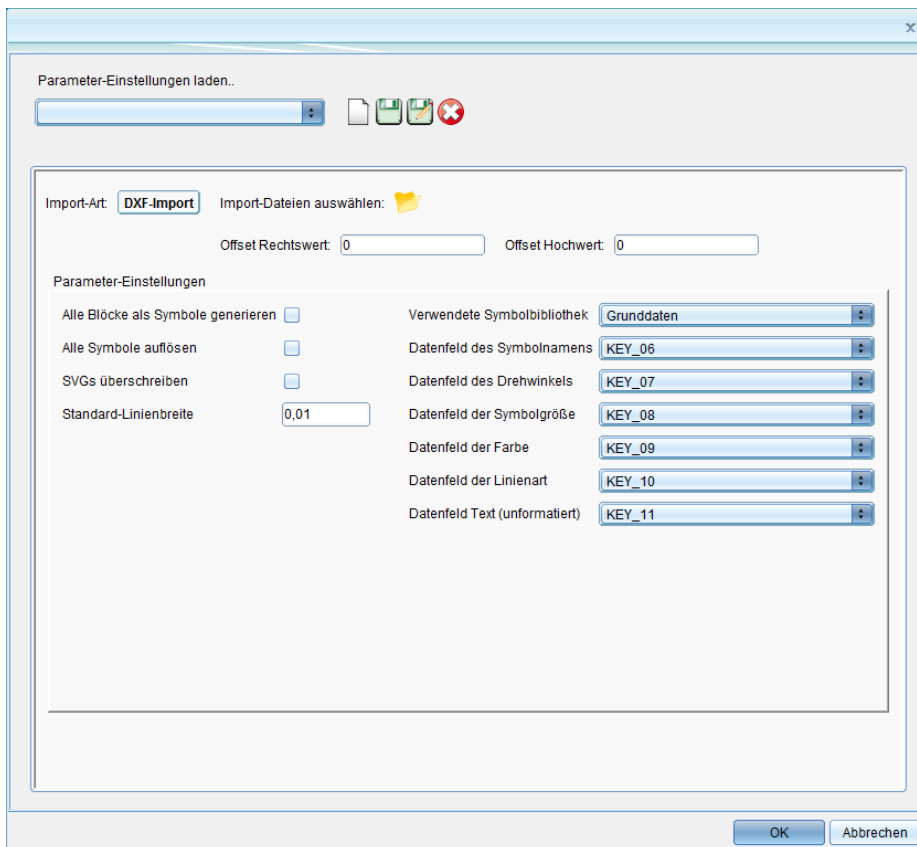 x
Parameter-Einstellungen laden..
Import-Art: DXF-Import Import-Dateien auswählen:
Offset Rechtswert: 0 Offset Hochwert: 0
Parameter-Einstellungen
Alle Blöcke als Symbole generieren Verwendete Symbolbibliothek Grunddaten
Alle Symbole auflösen Datenfeld des Symbolnamens KEY_06
SVGs überschreiben Datenfeld des Drehwinkels KEY_07
Standard-Linienbreite 0,01 Datenfeld der Symbolgröße KEY_08
Datenfeld der Farbe KEY_09
Datenfeld der Linienart KEY_10
Datenfeld Text (unformatiert) KEY_11
OK Abbrechen